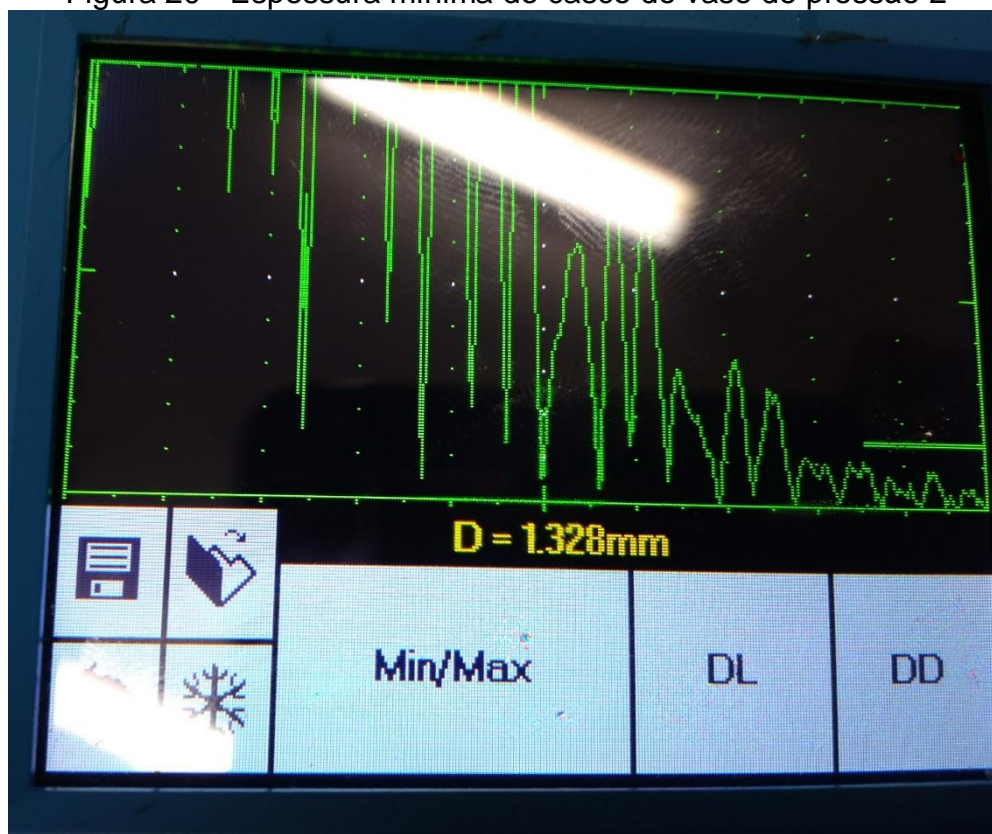 Figura 20 - Espessura mínima do casco do vaso de pressão 2
D = 1.328mm
Min/Max
DL
DD